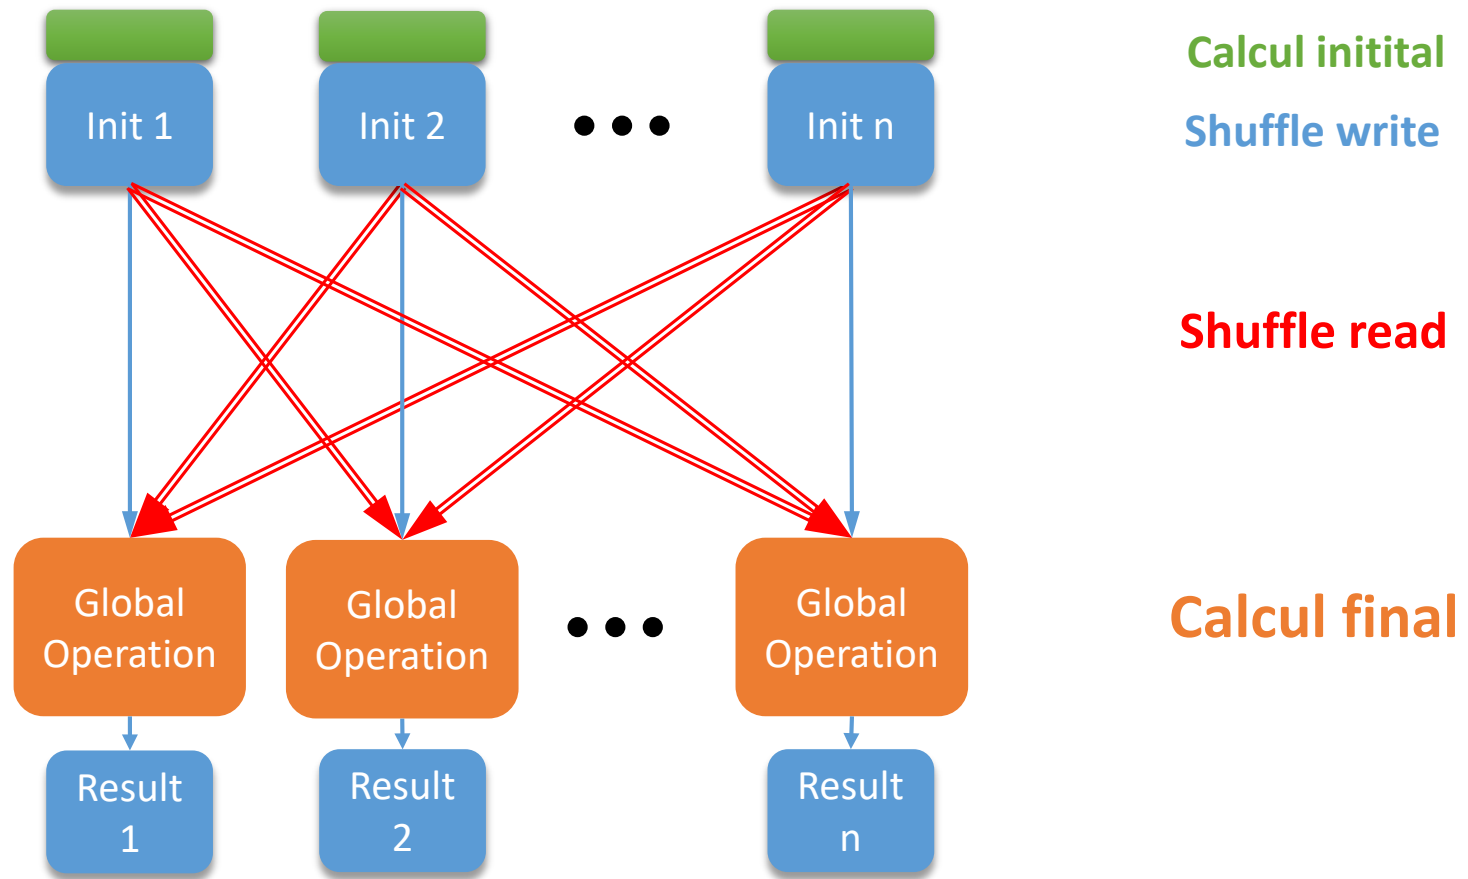 Calcul initital
Init 1
Init 2
Init n
Shuffle write
Shuffle read
Global
Operation
Global
Operation
Global
Operation
Calcul final
Result
1
Result
2
Result
n